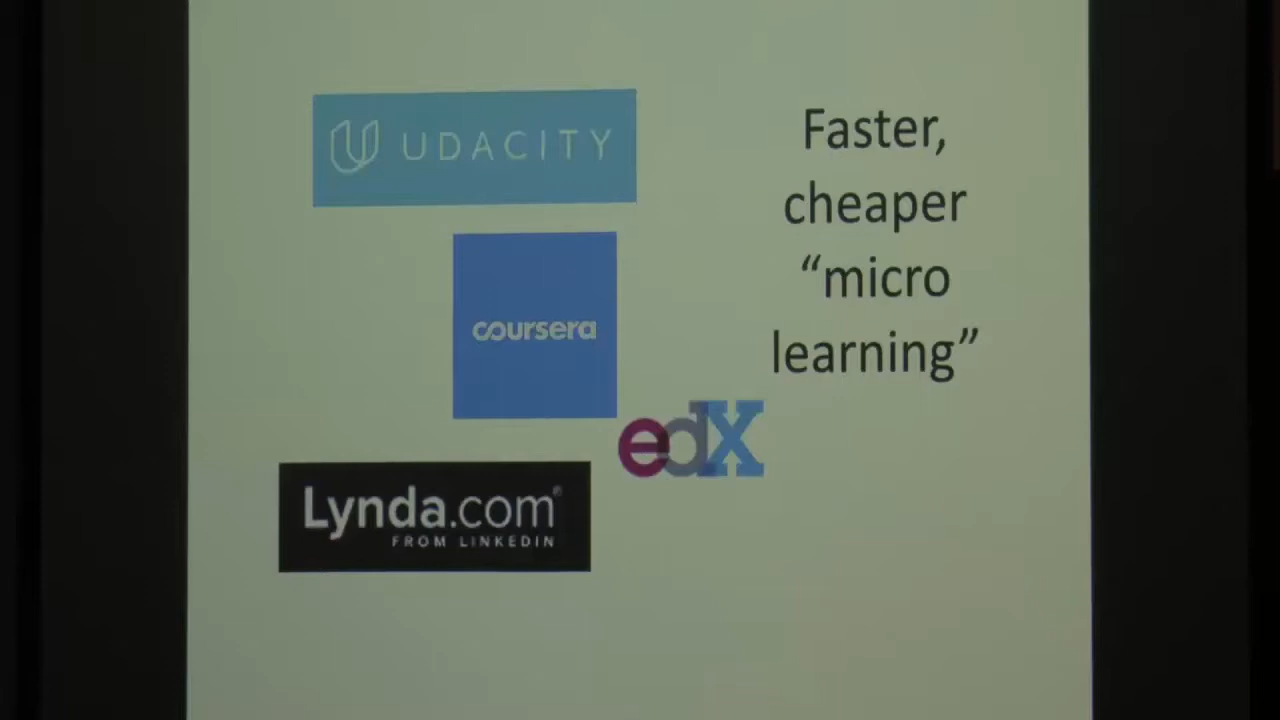 UDACITY
coursera
edX
Lynda.com®
FROM LINKEDIN
Faster,
cheaper
“micro
learning”